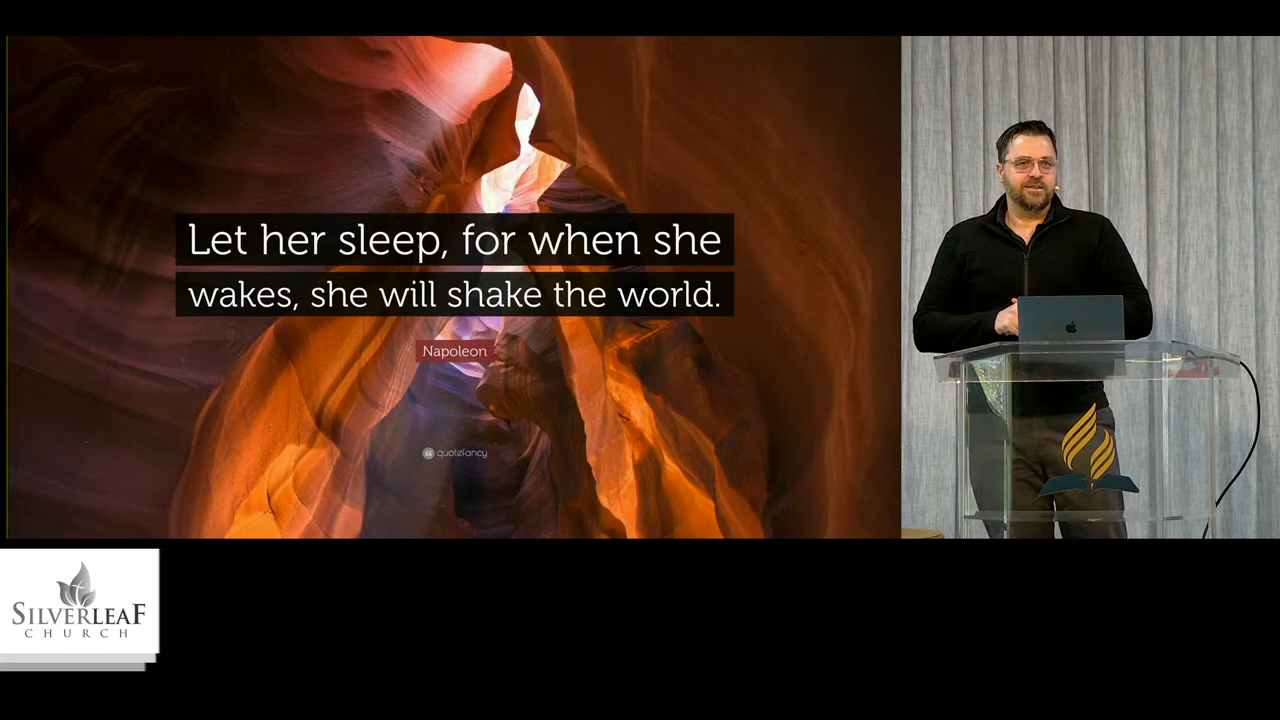 Let her sleep, for when she
wakes, she will shake the world.
Napoleon
quotefancy
SILVERLEAF
CHURCH